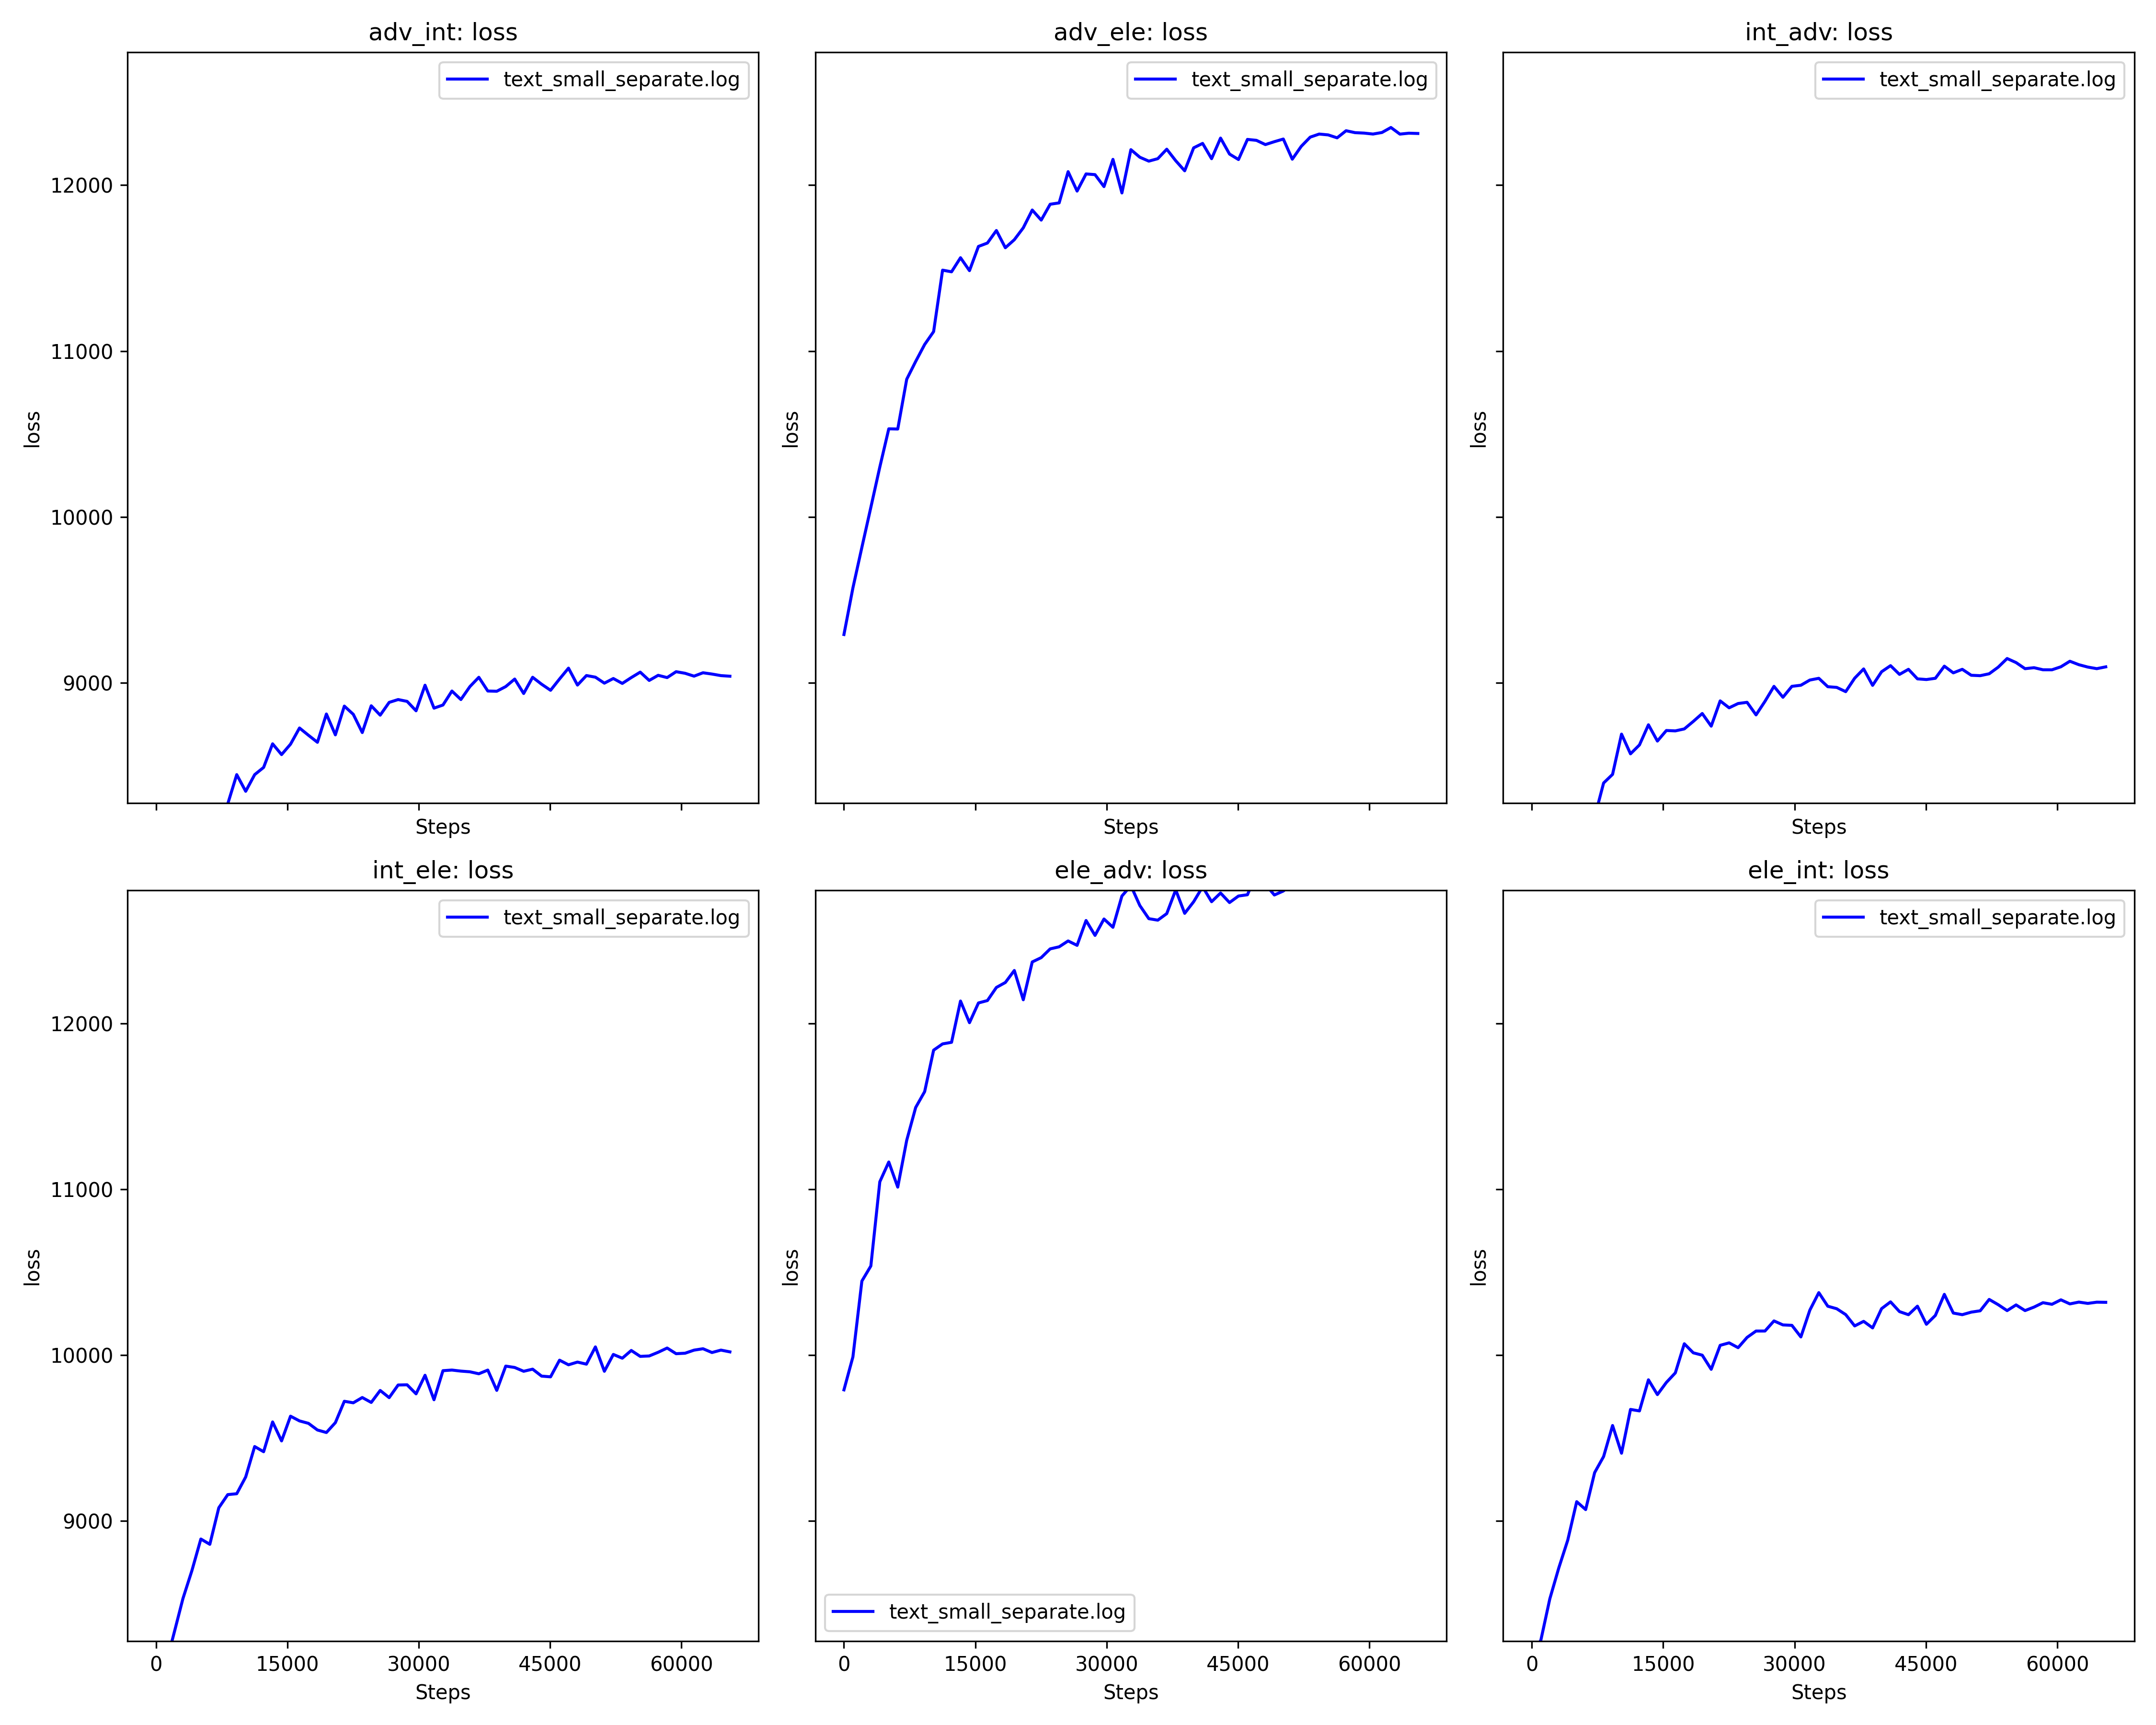 adv_int: loss
text_small_separate.log
12000
11000
10000
9000
loss
Steps
adv_ele: loss
text_small_separate.log
loss
Steps
int_adv: loss
text_small_separate.log
loss
Steps
int_ele: loss
text_small_separate.log
12000
11000
10000
9000
loss
0 15000 30000 45000 60000
Steps
ele_adv: loss
loss
text_small_separate.log
0 15000 30000 45000 60000
Steps
ele_int: loss
text_small_separate.log
loss
0 15000 30000 45000 60000
Steps